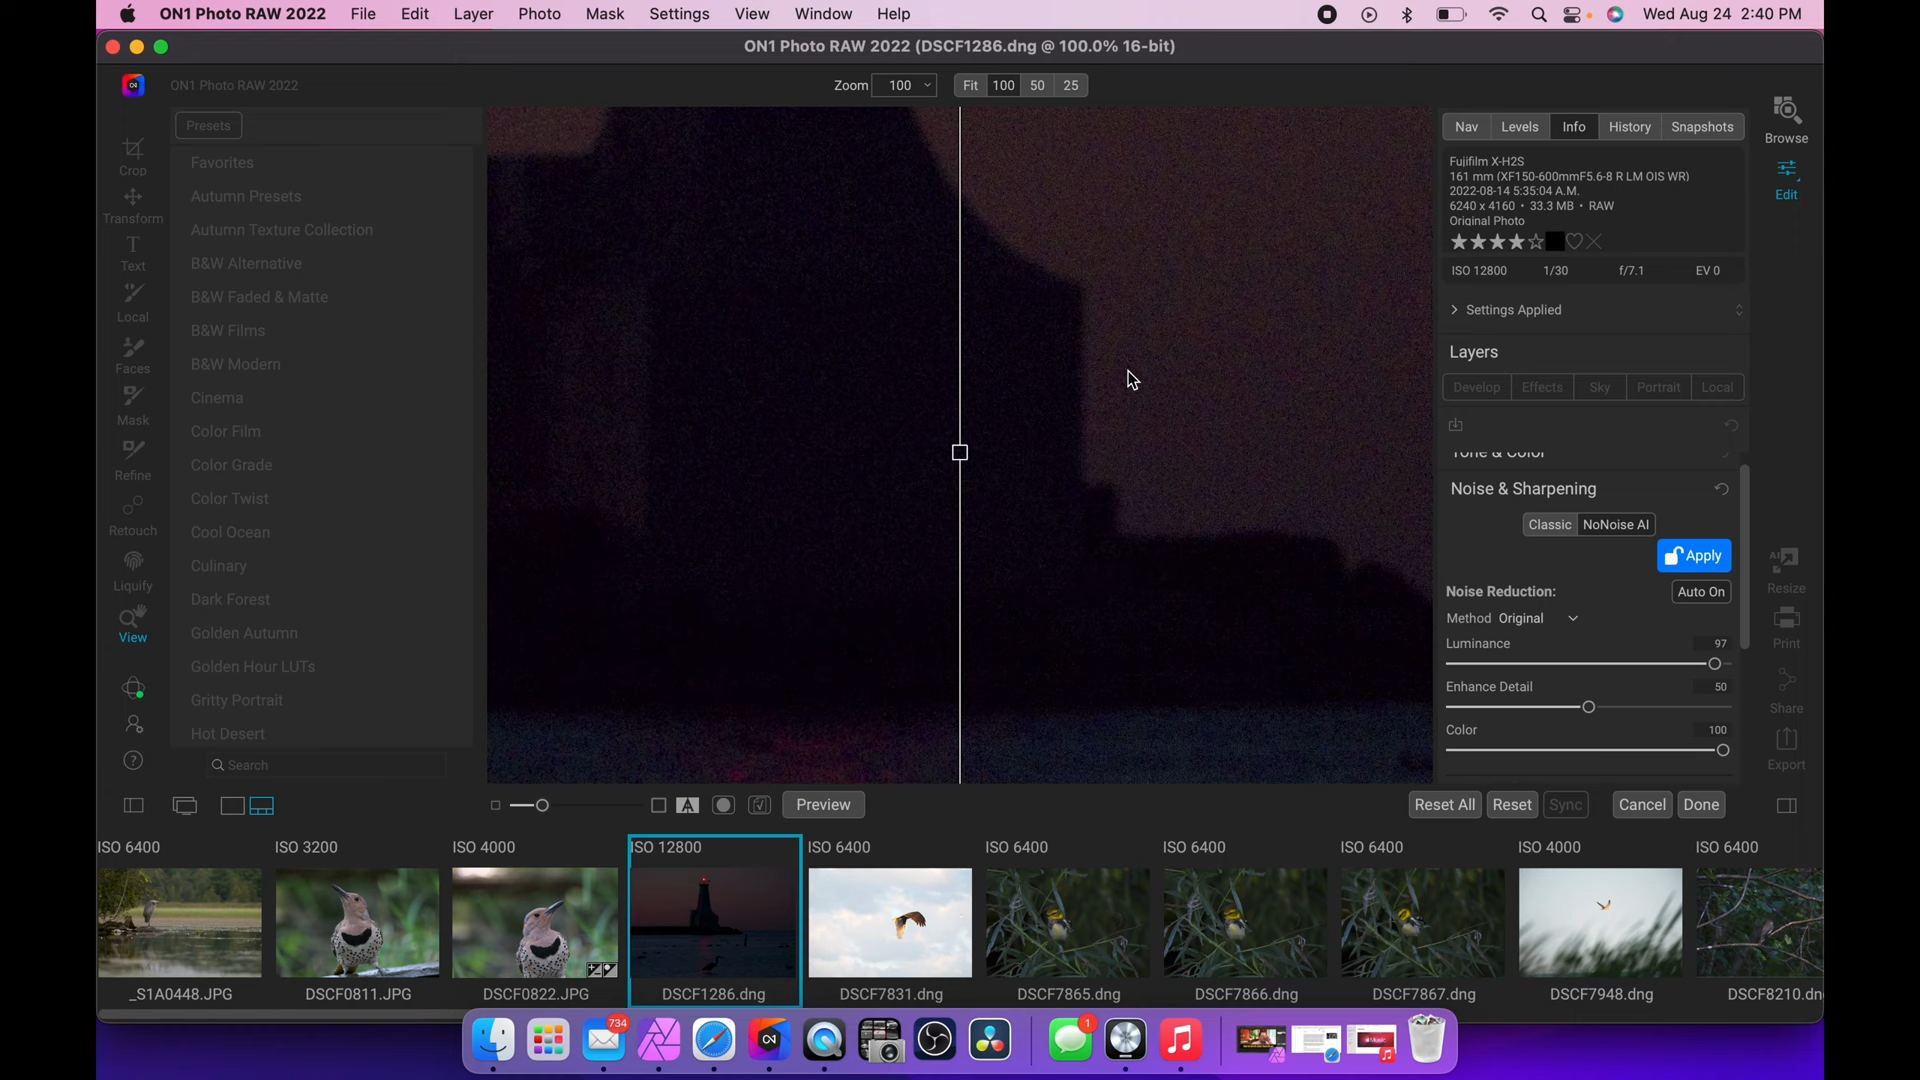 ON1 Photo RAW 2022 File Edit Layer Photo Mask Settings View Window Help Wed Aug 24 2:40 PM
ON1 Photo RAW 2022 (DSCF1286.dng @ 100.0% 16-bit)
ON1 Photo RAW 2022 Zoom 100 Fit 100 50 25
Presets
Favorites
Autumn Presets
Autumn Texture Collection
B&W Alternative
B&W Faded & Matte
B&W Films
B&W Modern
Cinema
Color Film
Color Grade
Color Twist
Cool Ocean
Culinary
Dark Forest
Golden Autumn
Golden Hour LUTs
Gritty Portrait
Hot Desert
Search
Crop
Transform
Text
Local
Faces
Mask
Refine
Retouch
Liquify
View
Nav Levels Info History Snapshots
Fujifilm X-H2S
161 mm (XF150-600mmF5.6-8 R LM OIS WR)
2022-08-14 5:35:04 A.M.
6240 x 4160 • 33.3 MB • RAW
Original Photo
ISO 12800 1/30 f/7.1 EV 0
Settings Applied
Layers
Develop Effects Sky Portrait Local
Tone & Color
Noise & Sharpening
Classic NoNoise AI
Apply
Noise Reduction: Auto On
Method Original
Luminance 97
Enhance Detail 50
Color 100
Browse
Edit
AI
Resize
Print
Share
Export
A Preview Reset All Reset Sync Cancel Done
ISO 6400 ISO 3200 ISO 4000 ISO 12800 ISO 6400 ISO 6400 ISO 6400 ISO 6400 ISO 4000 ISO 6400
_S1A0448.JPG DSCF0811.JPG DSCF0822.JPG DSCF1286.dng DSCF7831.dng DSCF7865.dng DSCF7866.dng DSCF7867.dng DSCF7948.dng DSCF8210.dn
734 1